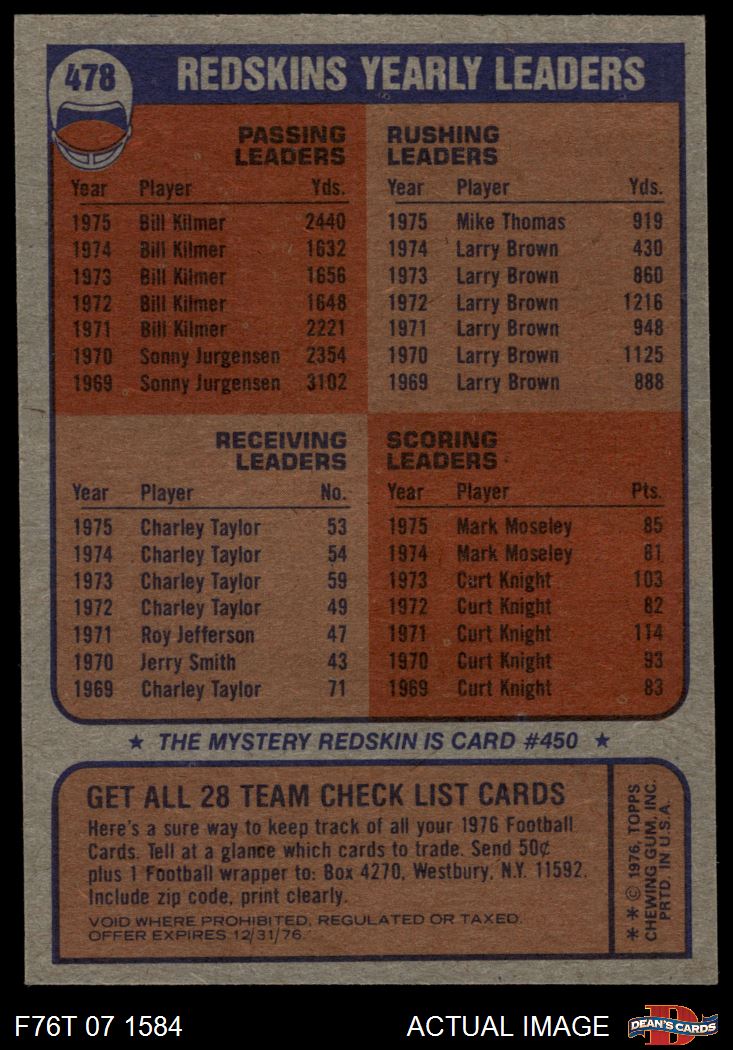 478
REDSKINS YEARLY LEADERS
PASSING
LEADERS
Year Player Yds.
1975 Bill Kilmer 2440
1974 Bill Kilmer 1632
1973 Bill Kilmer 1656
1972 Bill Kilmer 1648
1971 Bill Kilmer 2221
1970 Sonny Jurgensen 2354
1969 Sonny Jurgensen 3102
RUSHING
LEADERS
Year Player Yds.
1975 Mike Thomas 919
1974 Larry Brown 430
1973 Larry Brown 860
1972 Larry Brown 1216
1971 Larry Brown 948
1970 Larry Brown 1125
1969 Larry Brown 888
RECEIVING
LEADERS
Year Player No.
1975 Charley Taylor 53
1974 Charley Taylor 54
1973 Charley Taylor 59
1972 Charley Taylor 49
1971 Roy Jefferson 47
1970 Jerry Smith 43
1969 Charley Taylor 71
SCORING
LEADERS
Year Player Pts.
1975 Mark Moseley 85
1974 Mark Moseley 81
1973 Curt Knight 103
1972 Curt Knight 82
1971 Curt Knight 114
1970 Curt Knight 93
1969 Curt Knight 83
★ THE MYSTERY REDSKIN IS CARD #450 ★
GET ALL 28 TEAM CHECK LIST CARDS
Here's a sure way to keep track of all your 1976 Football
Cards. Tell at a glance which cards to trade. Send 50¢
plus 1 Football wrapper to: Box 4270, Westbury, N.Y. 11592.
Include zip code, print clearly.
VOID WHERE PROHIBITED, REGULATED OR TAXED.
OFFER EXPIRES 12/31/76.
** © 1976, TOPPS
CHEWING GUM, INC.
PRTD. IN U.S.A.
F76T 07 1584
ACTUAL IMAGE
D
DEAN'S CARDS